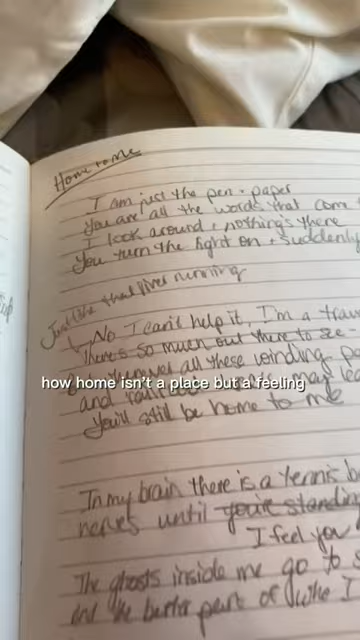 Home to me
I am just the pen + paper
You are all the words that come
I look around + nothing's there
You turn the light on + suddenly
Just like that river running
No I can't help it, I'm a
There's so much out there to see
all these winding
how home isn't a place but a feeling
and may
You'll still be home to me
In my brain there is a tennis
nerves until you're standing
I feel you
The ghosts inside me go to
And the better part of who I